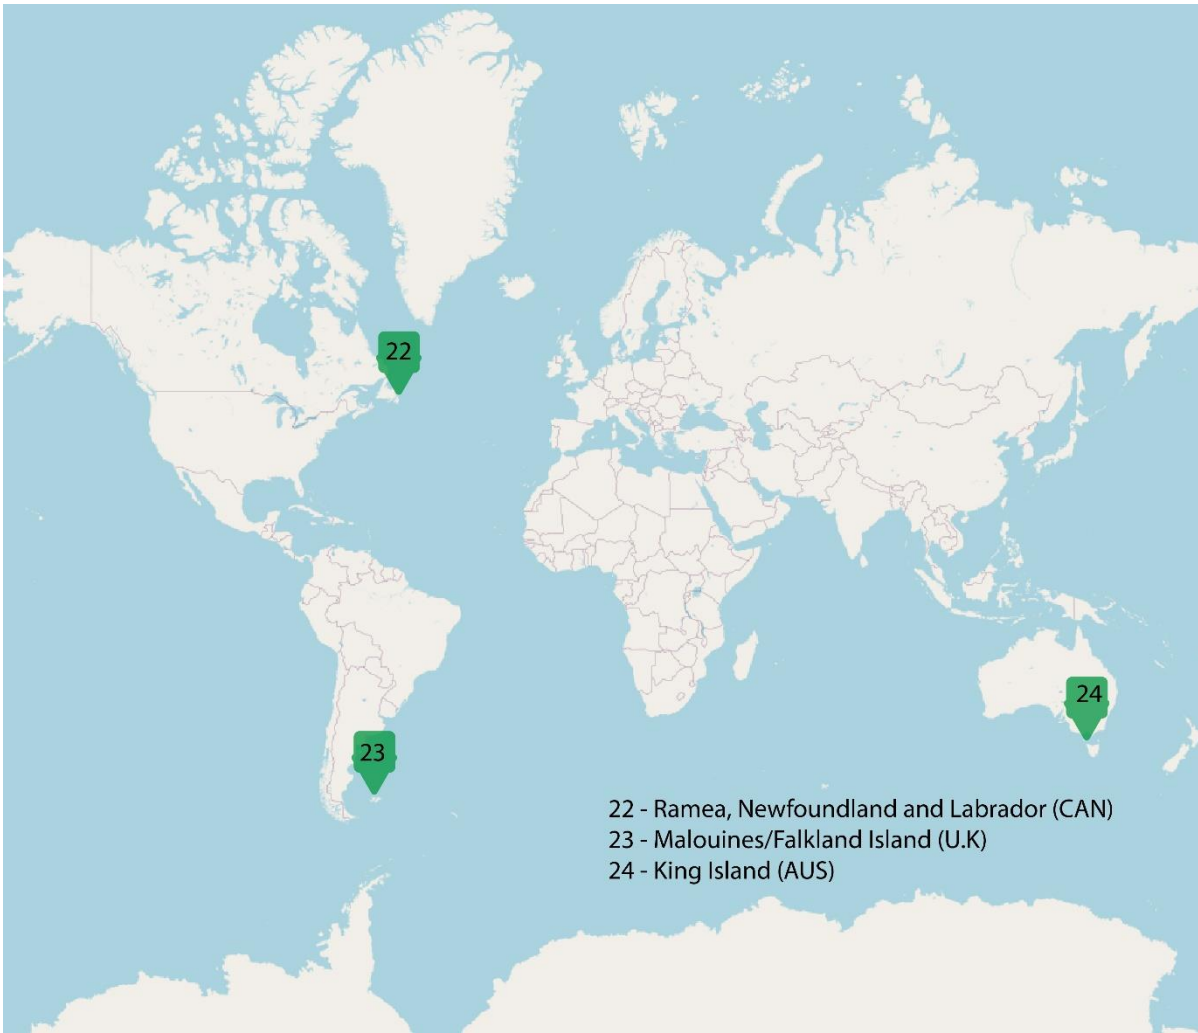 22
23
24
22 - Ramea, Newfoundland and Labrador (CAN)
23 - Malouines/Falkland Island (U.K)
24 - King Island (AUS)